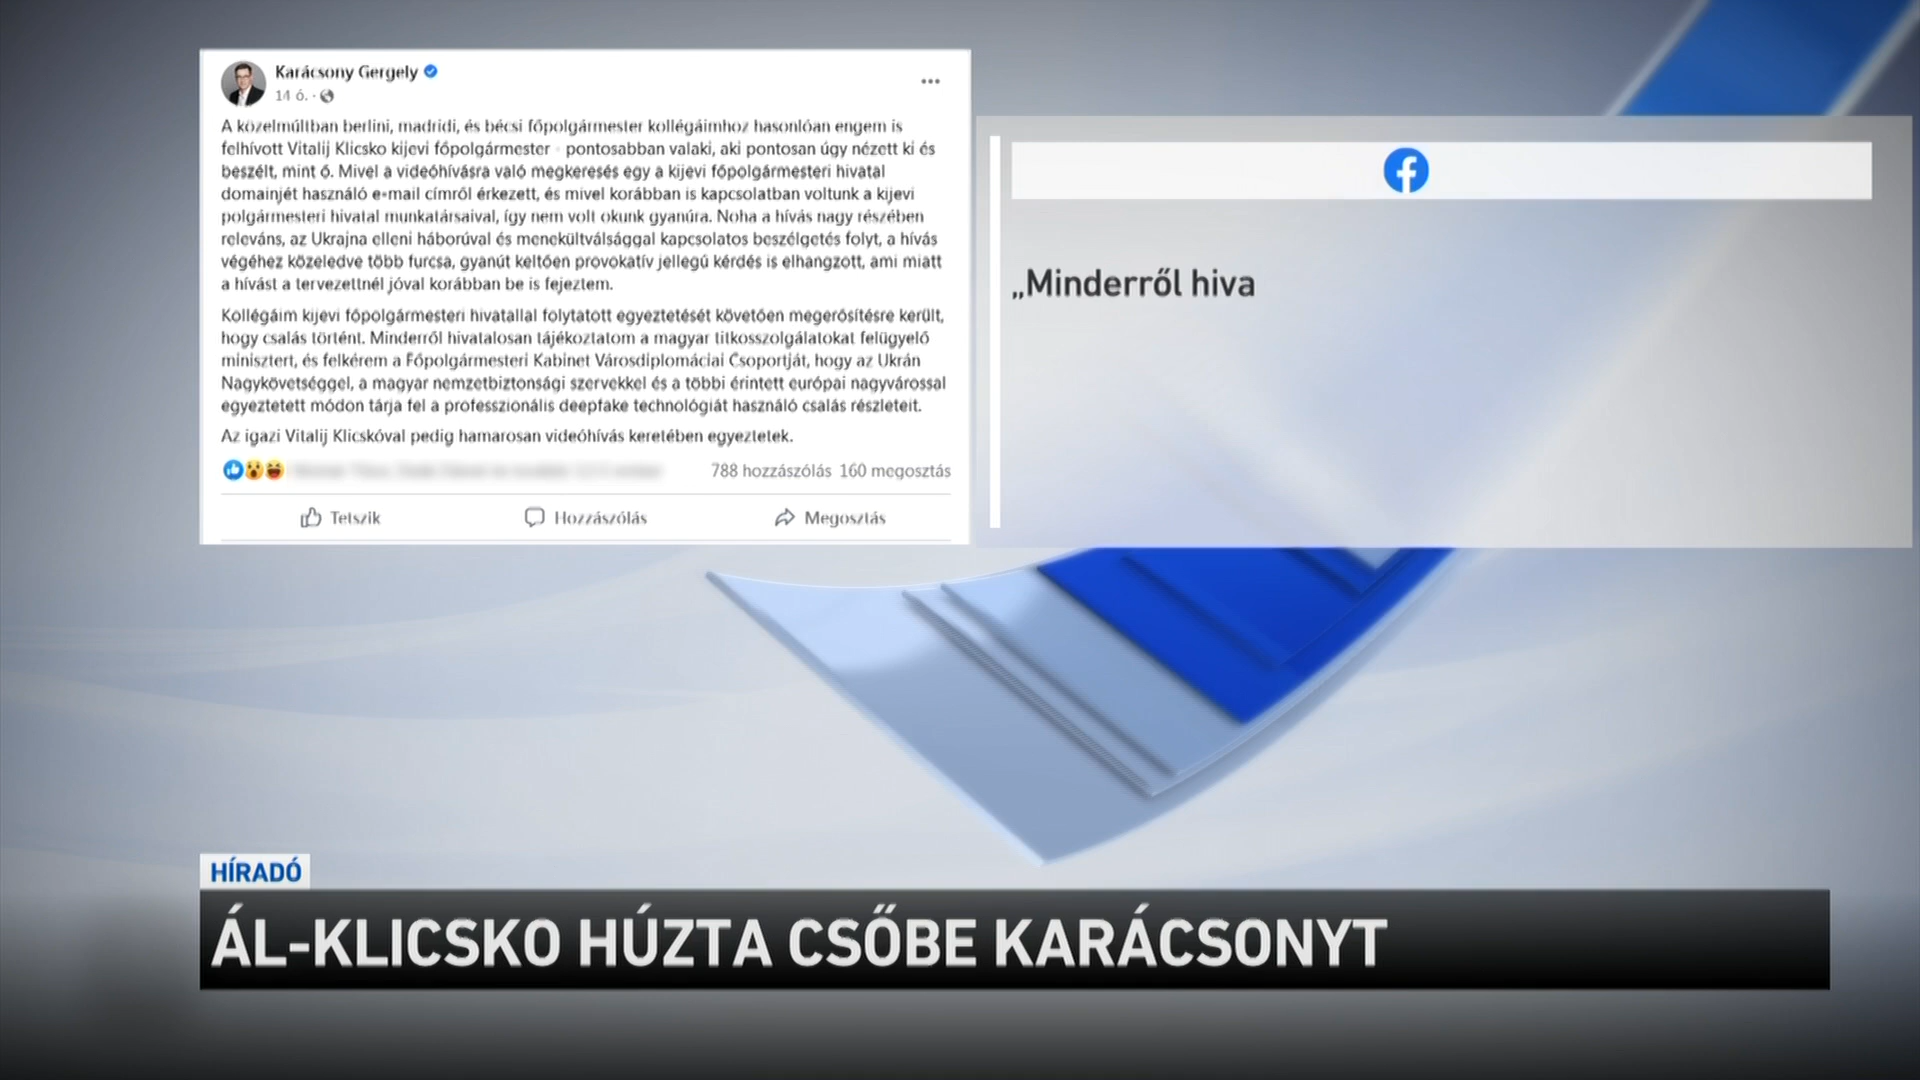 Karácsony Gergely
14 ó. ·
A közelmúltban berlini, madridi, és bécsi főpolgármester kollégáimhoz hasonlóan engem is
felhívott Vitalij Klicsko kijevi főpolgármester - pontosabban valaki, aki pontosan úgy nézett ki és
beszélt, mint ő. Mivel a videóhívásra való megkeresés egy a kijevi főpolgármesteri hivatal
domainjét használó e-mail címről érkezett, és mivel korábban is kapcsolatban voltunk a kijevi
polgármesteri hivatal munkatársaival, így nem volt okunk gyanúra. Noha a hívás nagy részében
releváns, az Ukrajna elleni háborúval és menekültválsággal kapcsolatos beszélgetés folyt, a hívás
végéhez közeledve több furcsa, gyanút keltően provokatív jellegű kérdés is elhangzott, ami miatt
a hívást a tervezettnél jóval korábban be is fejeztem.
Kollégáim kijevi főpolgármesteri hivatallal folytatott egyeztetését követően megerősítésre került,
hogy csalás történt. Minderről hivatalosan tájékoztatom a magyar titkosszolgálatokat felügyelő
minisztert, és felkérem a Főpolgármesteri Kabinet Városdiplomáciai Csoportját, hogy az Ukrán
Nagykövetséggel, a magyar nemzetbiztonsági szervekkel és a többi érintett európai nagyvárossal
egyeztetett módon tárja fel a professzionális deepfake technológiát használó csalás részleteit.
Az igazi Vitalij Klicskóval pedig hamarosan videóhívás keretében egyeztetek.
788 hozzászólás 160 megosztás
Tetszik Hozzászólás Megosztás
„Minderről hiva
HÍRADÓ
ÁL-KLICSKO HÚZTA CSŐBE KARÁCSONYT